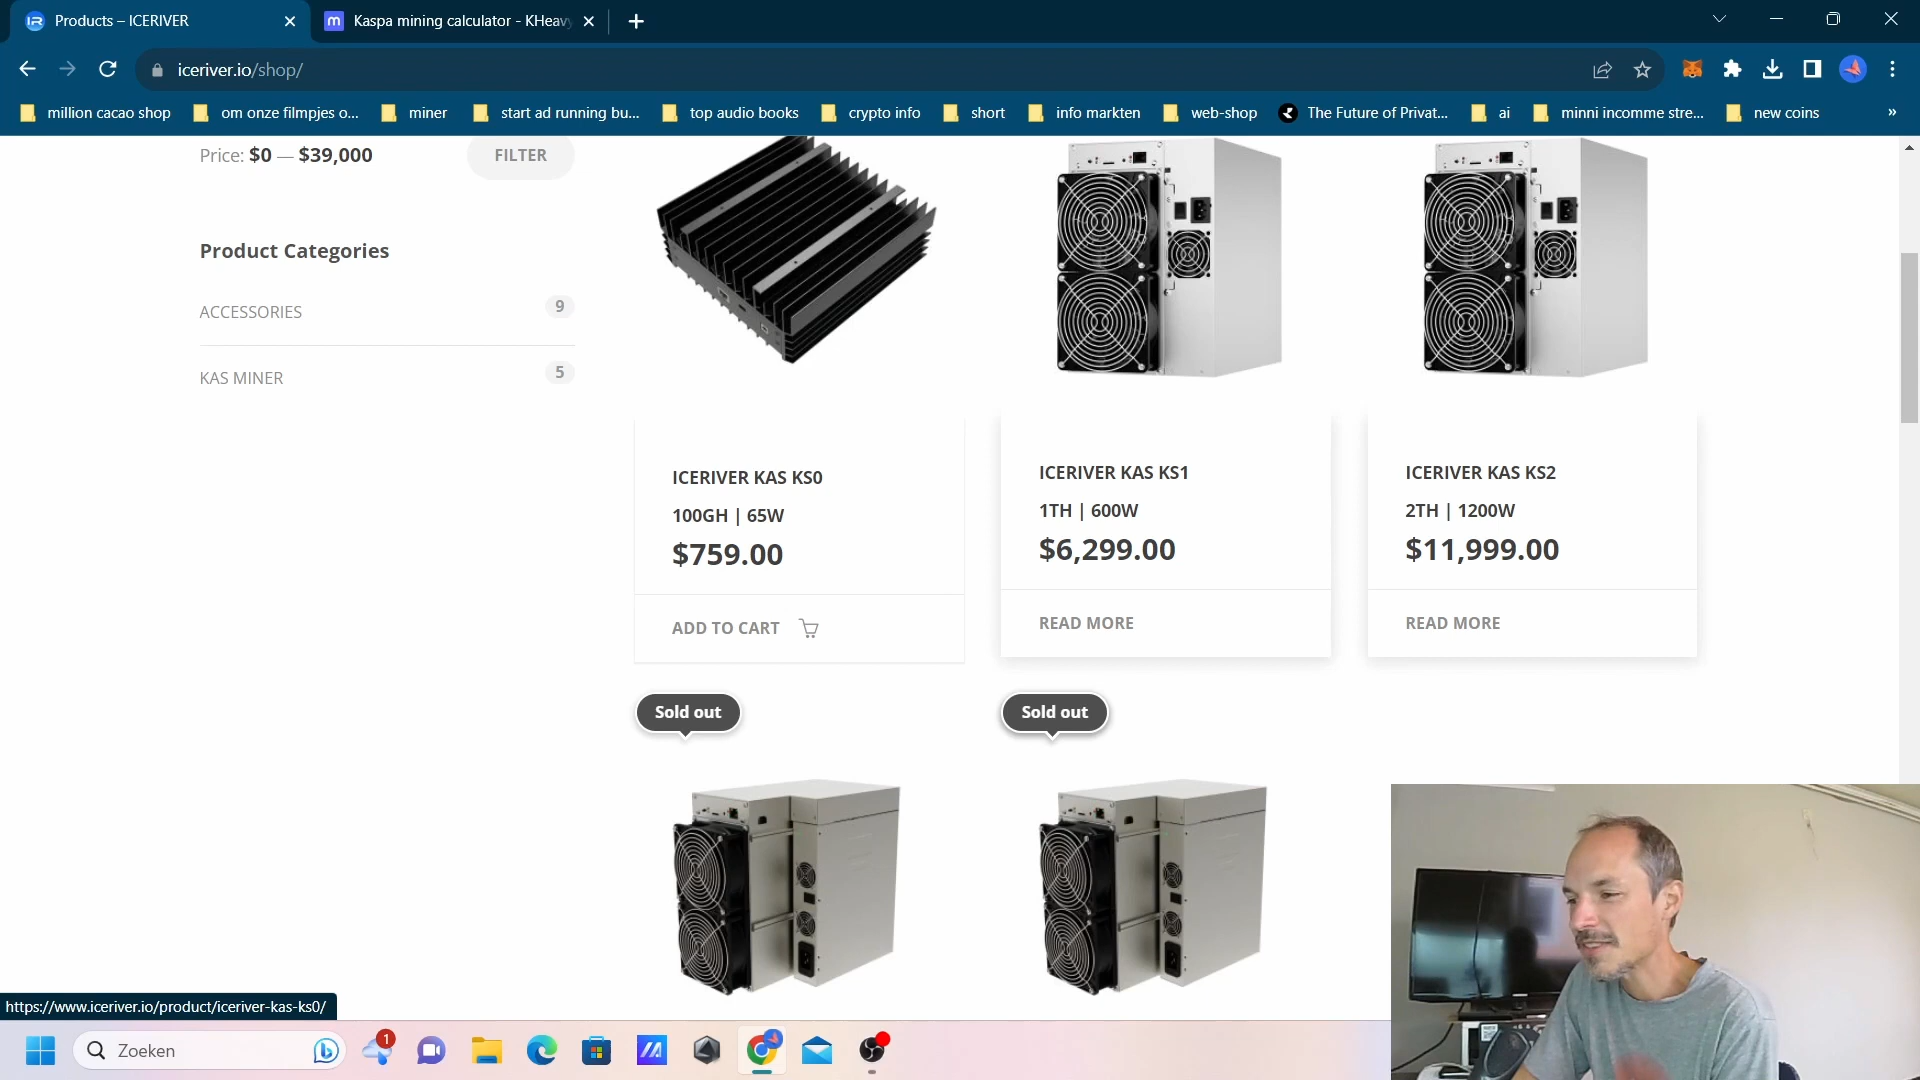 Products – ICERIVER
Kaspa mining calculator - KHeavy
iceriver.io/shop/
million cacao shop
om onze filmpjes o...
miner
start ad running bu...
top audio books
crypto info
short
info markten
web-shop
The Future of Privat...
ai
minni incomme stre...
new coins
»
Price: $0 — $39,000
FILTER
Product Categories
ACCESSORIES
9
KAS MINER
5
ICERIVER KAS KS0
100GH | 65W
$759.00
ADD TO CART
ICERIVER KAS KS1
1TH | 600W
$6,299.00
READ MORE
ICERIVER KAS KS2
2TH | 1200W
$11,999.00
READ MORE
Sold out
Sold out
https://www.iceriver.io/product/iceriver-kas-ks0/
Zoeken
1